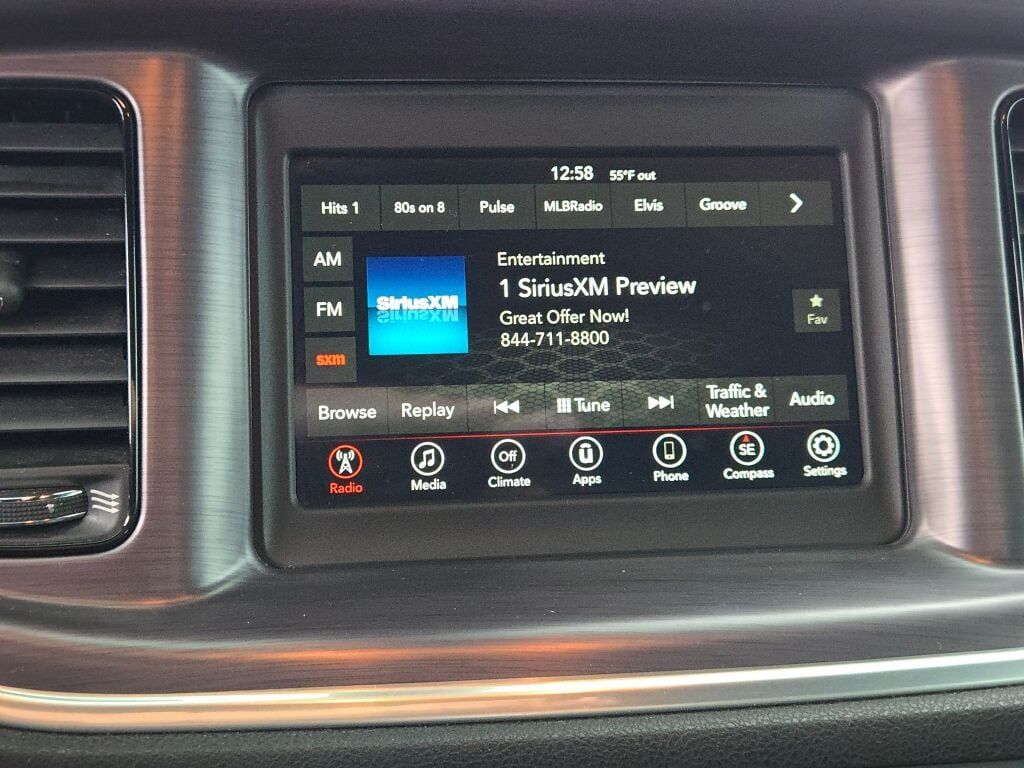 12:58 55°F out
Hits 1 80s on 8 Pulse MLBRadio Elvis Groove
AM
FM
sxm
SiriusXM
Entertainment
1 SiriusXM Preview
Great Offer Now!
844-711-8800
Fav
Browse Replay Tune Traffic & Weather Audio
Off SE
Radio Media Climate Apps Phone Compass Settings